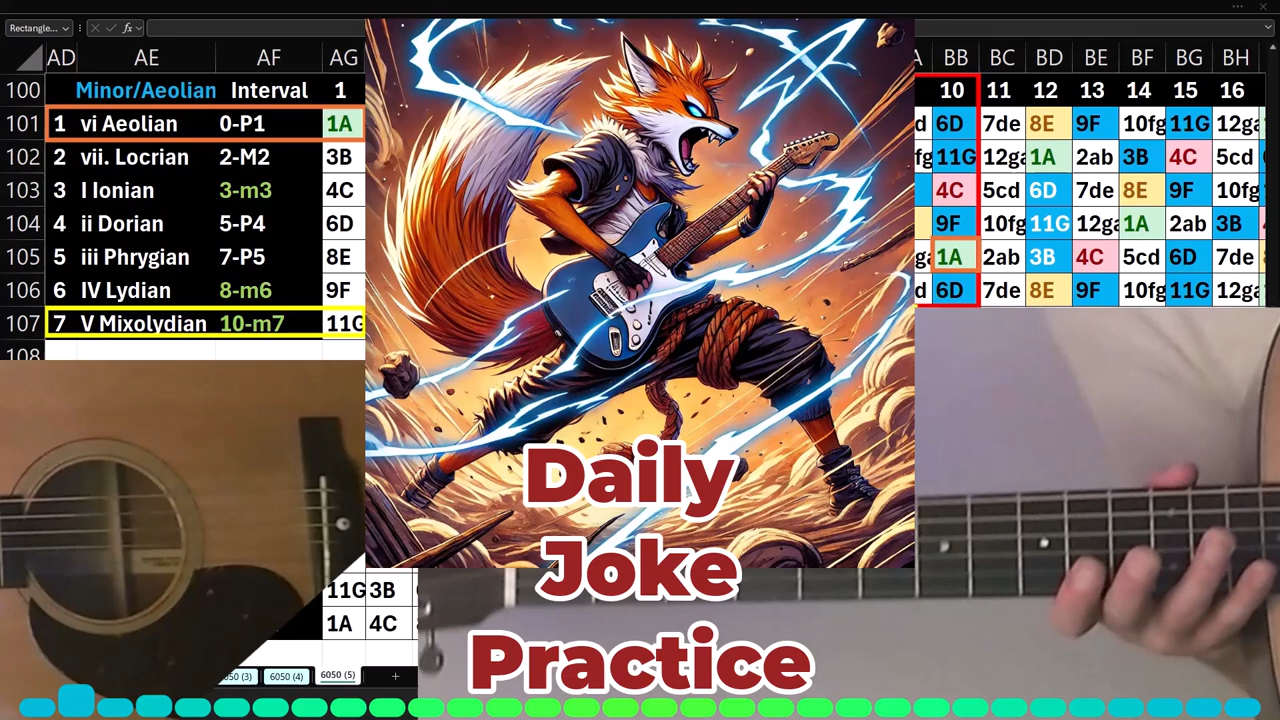 Rectangle...
fx
AD AE AF AG BB BC BD BE BF BG BH
100 Minor/Aeolian Interval 1 10 11 12 13 14 15 16
101 1 vi Aeolian 0-P1 1A 6D 7de 8E 9F 10fg 11G 12ga
102 2 vii. Locrian 2-M2 3B 11G 12ga 1A 2ab 3B 4C 5cd
103 3 I Ionian 3-m3 4C 4C 5cd 6D 7de 8E 9F 10fg
104 4 ii Dorian 5-P4 6D 9F 10fg 11G 12ga 1A 2ab 3B
105 5 iii Phrygian 7-P5 8E 1A 2ab 3B 4C 5cd 6D 7de
106 6 IV Lydian 8-m6 9F 6D 7de 8E 9F 10fg 11G 12ga
107 7 V Mixolydian 10-m7 11G
108
Daily
Joke
Practice
11G 3B
1A 4C
6050 (4) 6050 (5) +